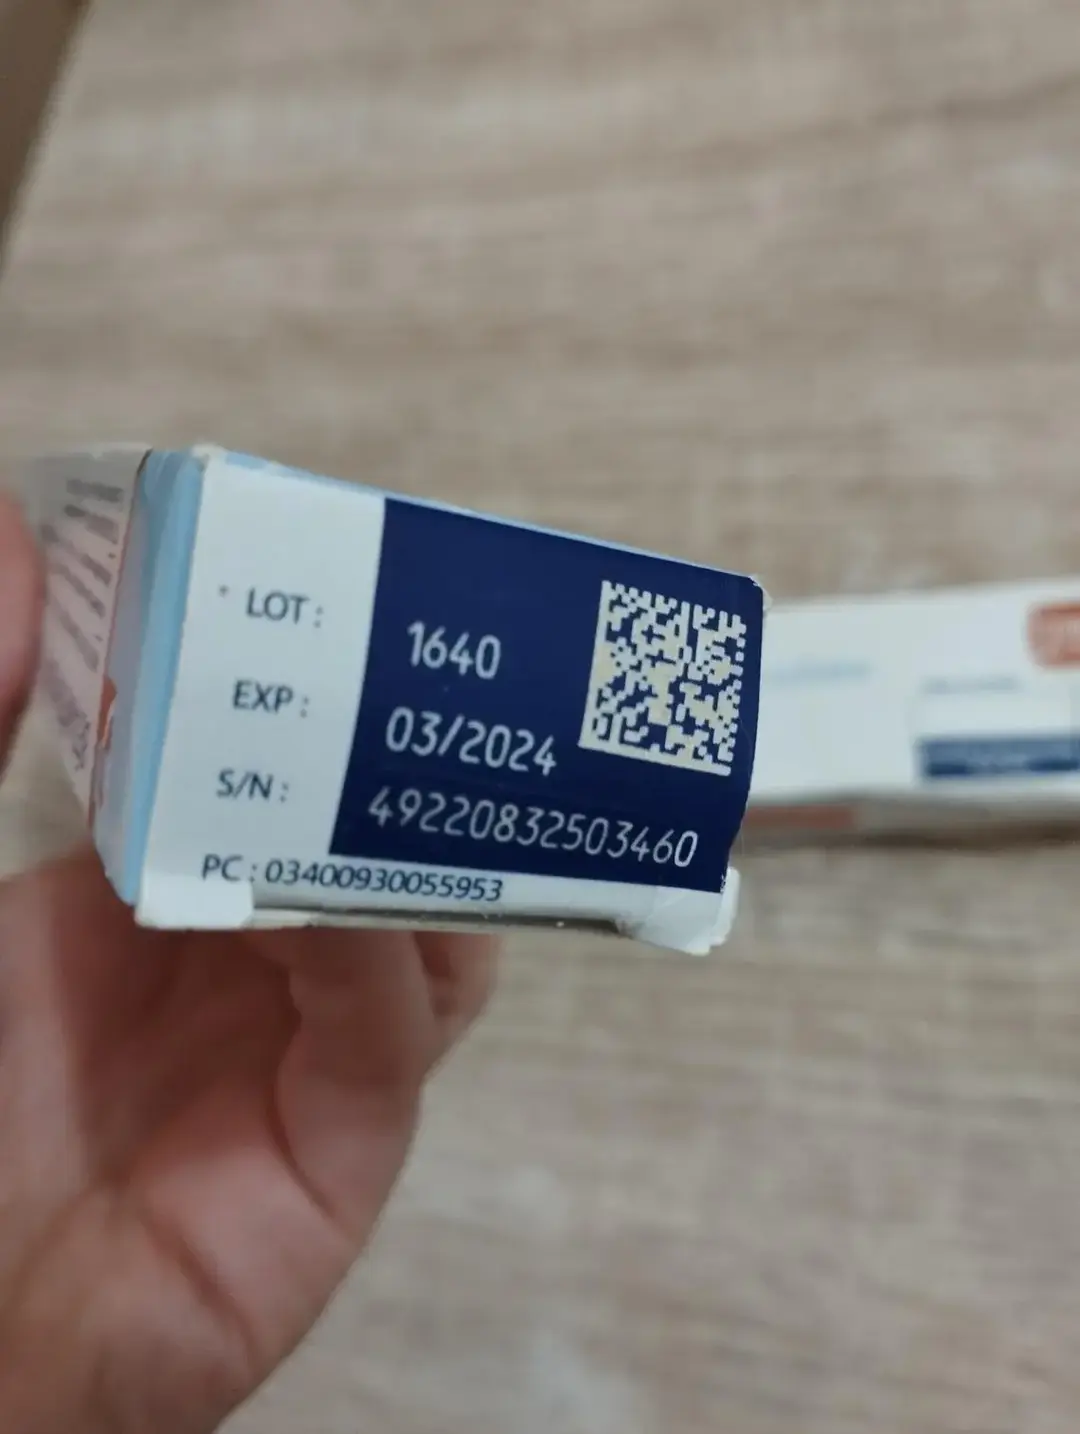 LOT : 1640
EXP : 03/2024
S/N : 49220832503460
PC : 03400930055953